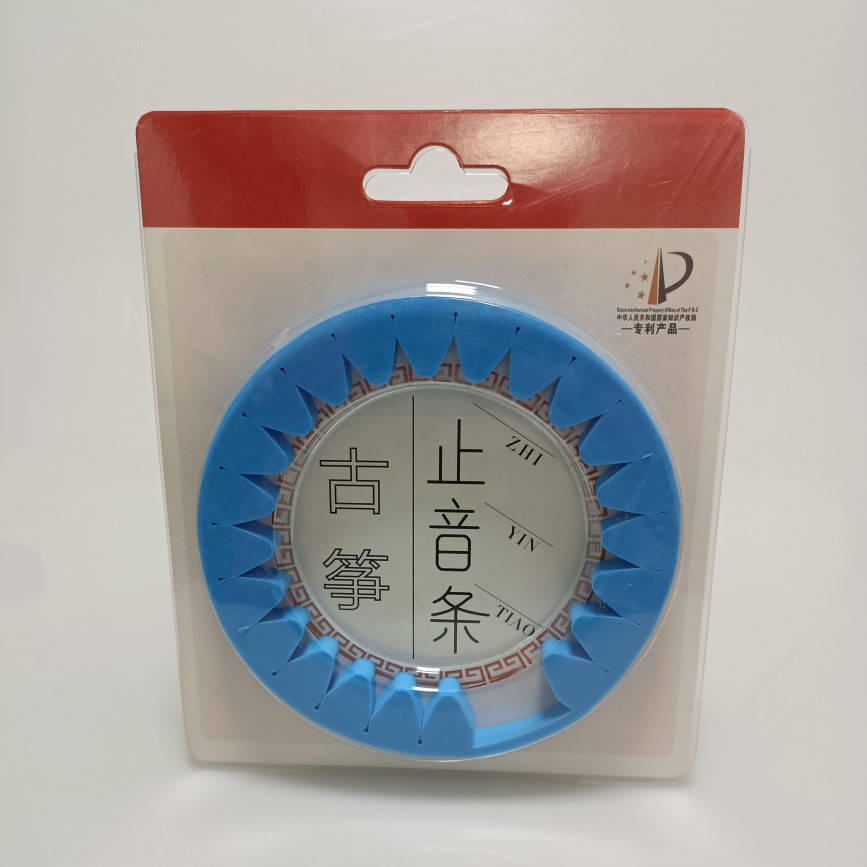 State Intellectual Property Office of The P.R.C
中华人民共和国国家知识产权局
—专利产品—
古筝
止音条
ZHI
YIN
TIAO